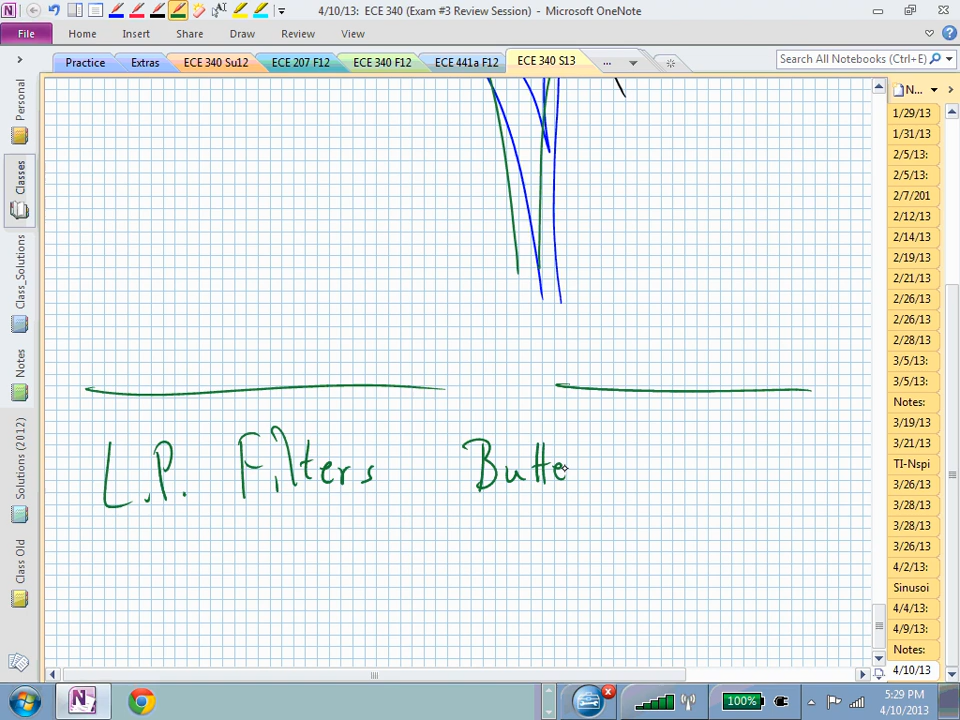 4/10/13: ECE 340 (Exam #3 Review Session) - Microsoft OneNote
File Home Insert Share Draw Review View
Practice Extras ECE 340 Su12 ECE 207 F12 ECE 340 F12 ECE 441a F12 ECE 340 S13 ... Search All Notebooks (Ctrl+E)
Personal
Classes
Class_Solutions
Notes
Solutions (2012)
Class Old
N...
1/29/13
1/31/13
2/5/13:
2/5/13:
2/7/201
2/12/13
2/14/13
2/19/13
2/21/13
2/26/13
2/26/13
2/28/13
3/5/13:
3/5/13:
Notes:
3/19/13
3/21/13
TI-Nspi
3/26/13
3/28/13
3/28/13
3/26/13
4/2/13:
Sinusoi
4/4/13:
4/9/13:
Notes:
4/10/13
L.P. Filters Butte
100%
5:29 PM
4/10/2013